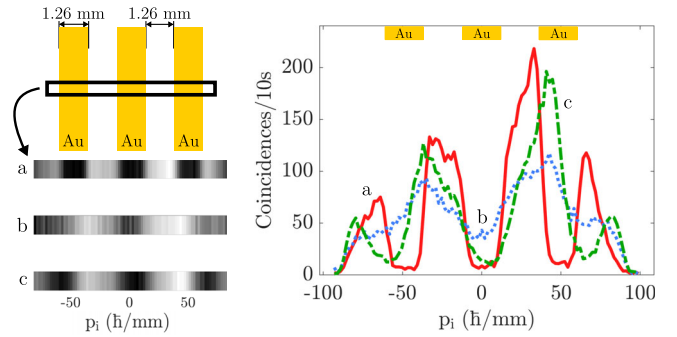 1.26 mm 1.26 mm
Au Au Au
a
b
c
-50 0 50
pᵢ (ħ/mm)
Au Au Au
Coincidences/10s
200
150
100
50
0
a
b
c
-100 -50 0 50 100
pᵢ (ħ/mm)